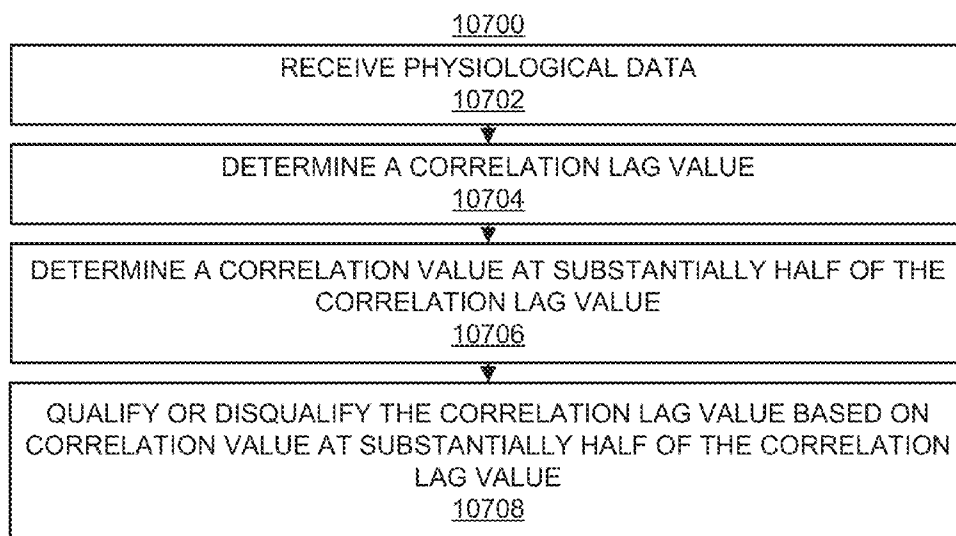 10700
RECEIVE PHYSIOLOGICAL DATA
10702
DETERMINE A CORRELATION LAG VALUE
10704
DETERMINE A CORRELATION VALUE AT SUBSTANTIALLY HALF OF THE
CORRELATION LAG VALUE
10706
QUALIFY OR DISQUALIFY THE CORRELATION LAG VALUE BASED ON
CORRELATION VALUE AT SUBSTANTIALLY HALF OF THE CORRELATION
LAG VALUE
10708